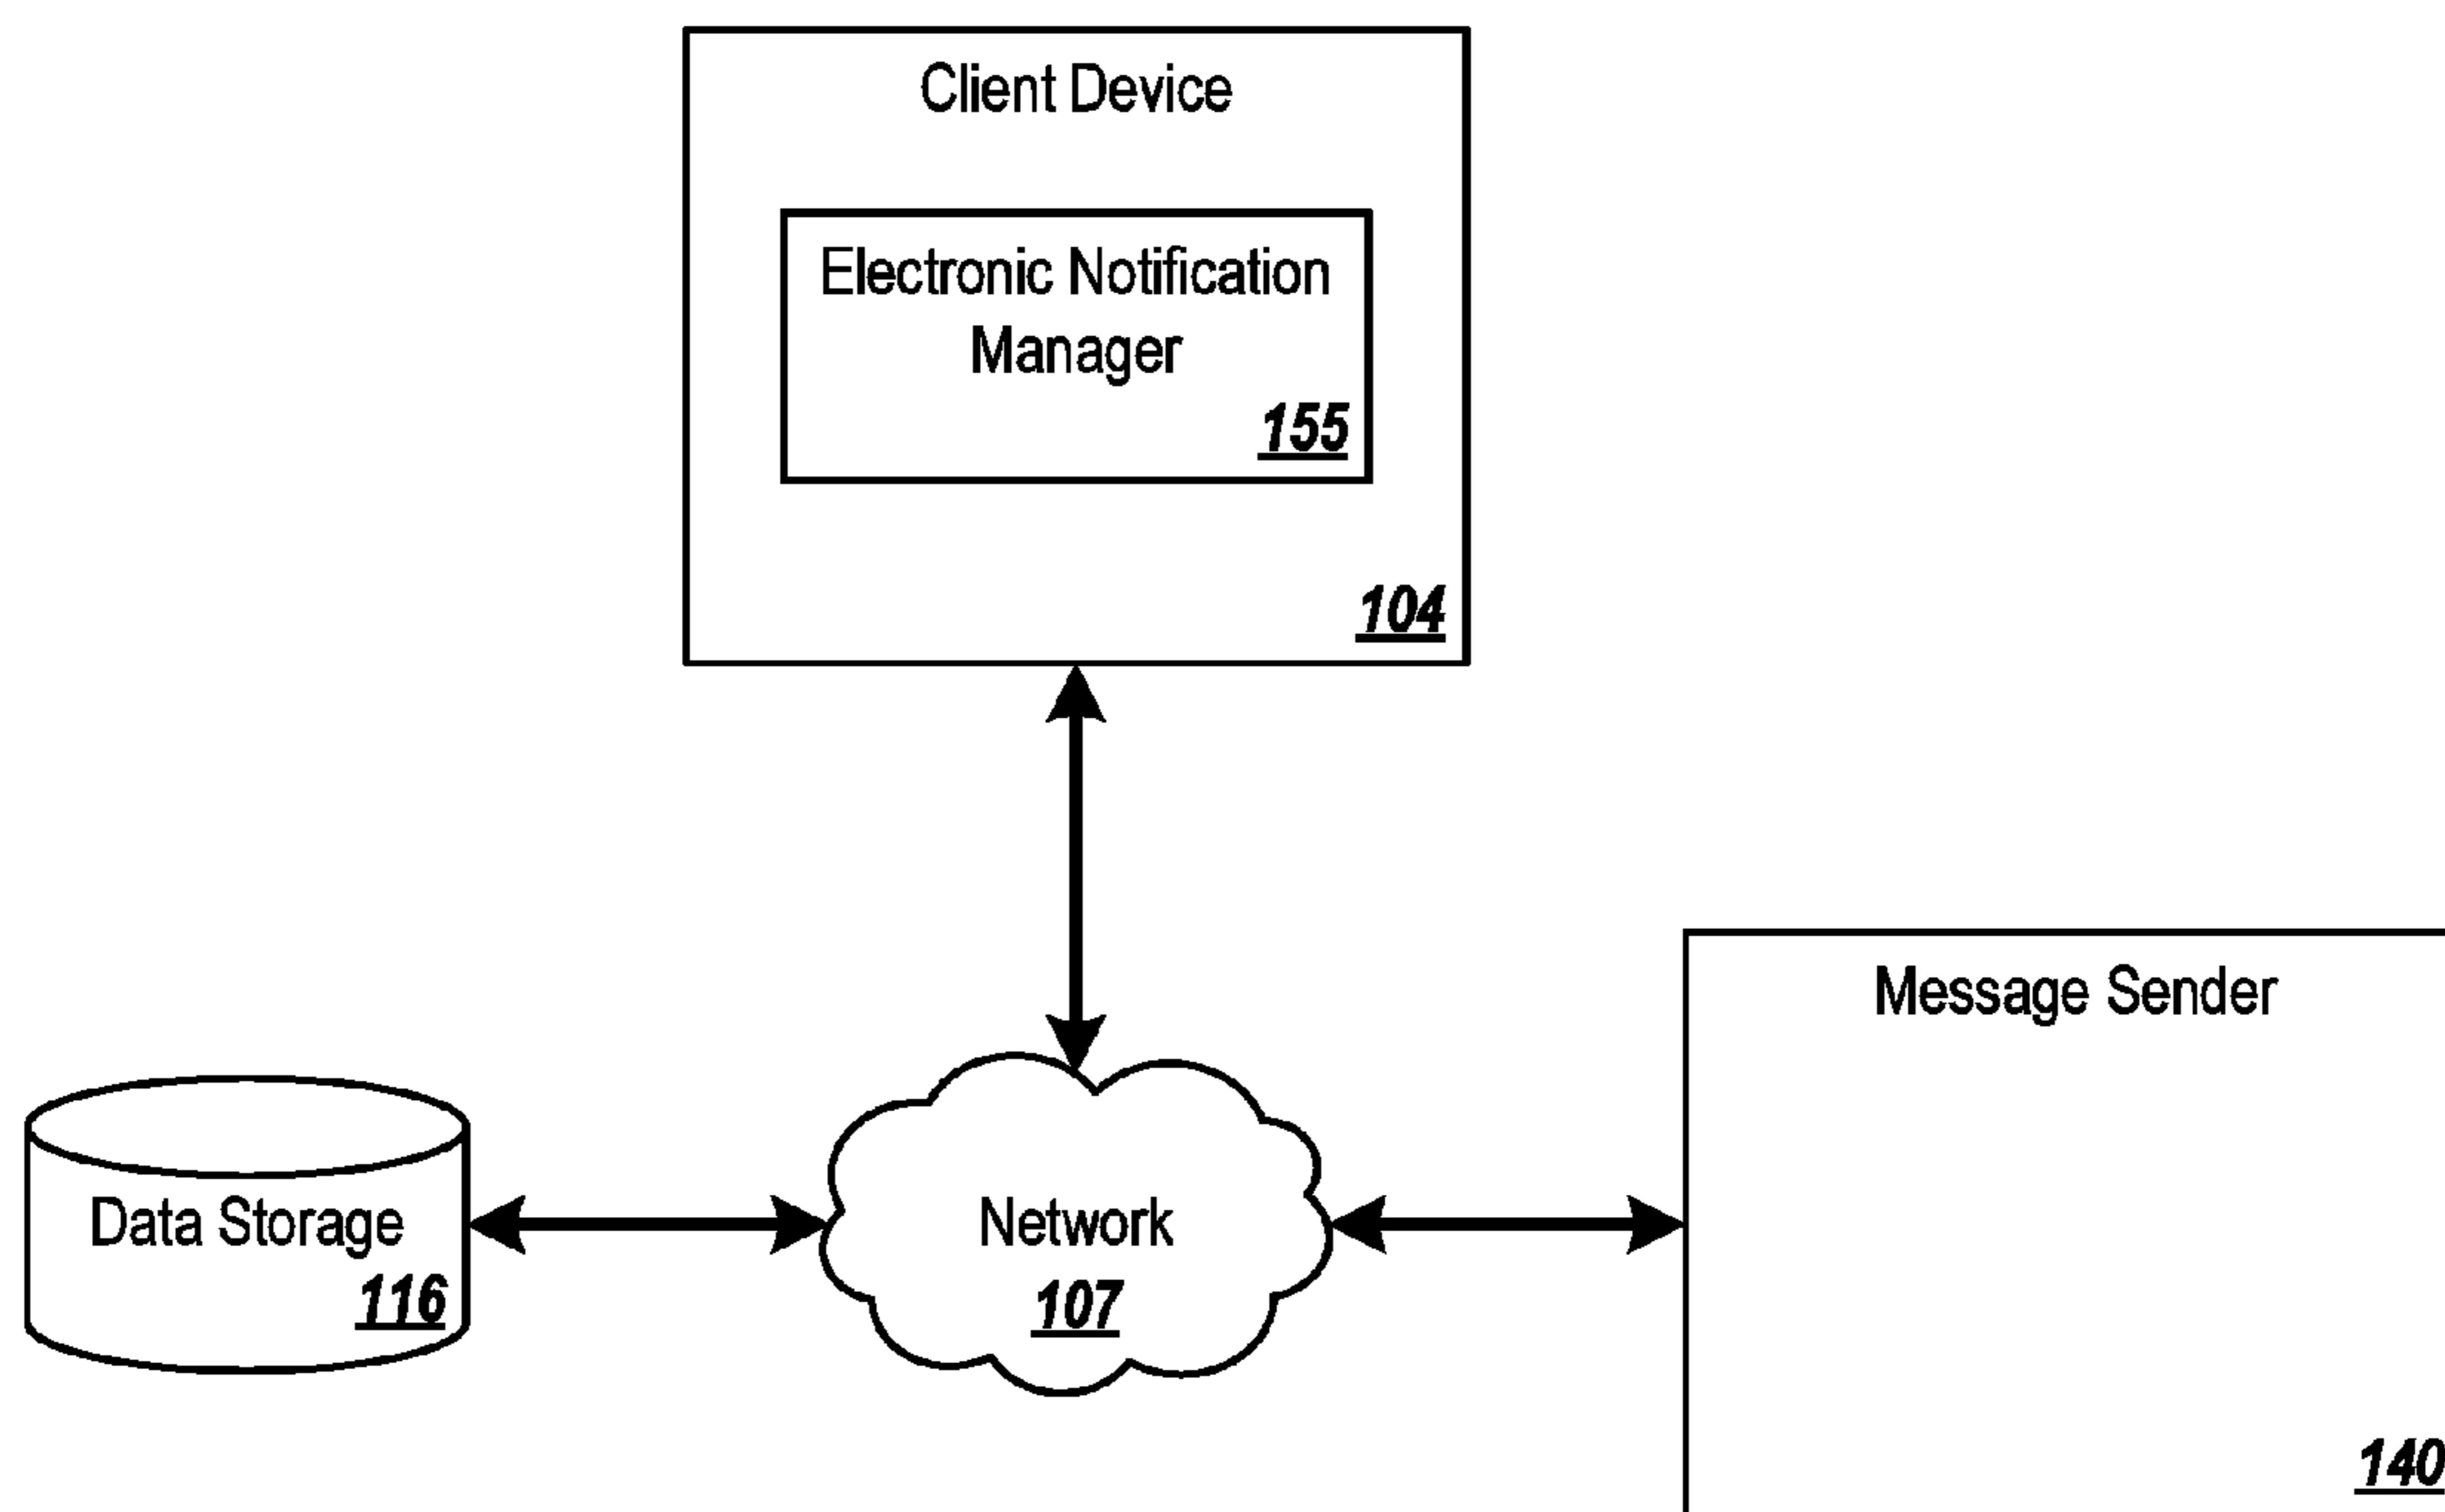 Client Device
Electronic Notification
Manager
155
104
Message Sender
Data Storage
116
Network
107
140